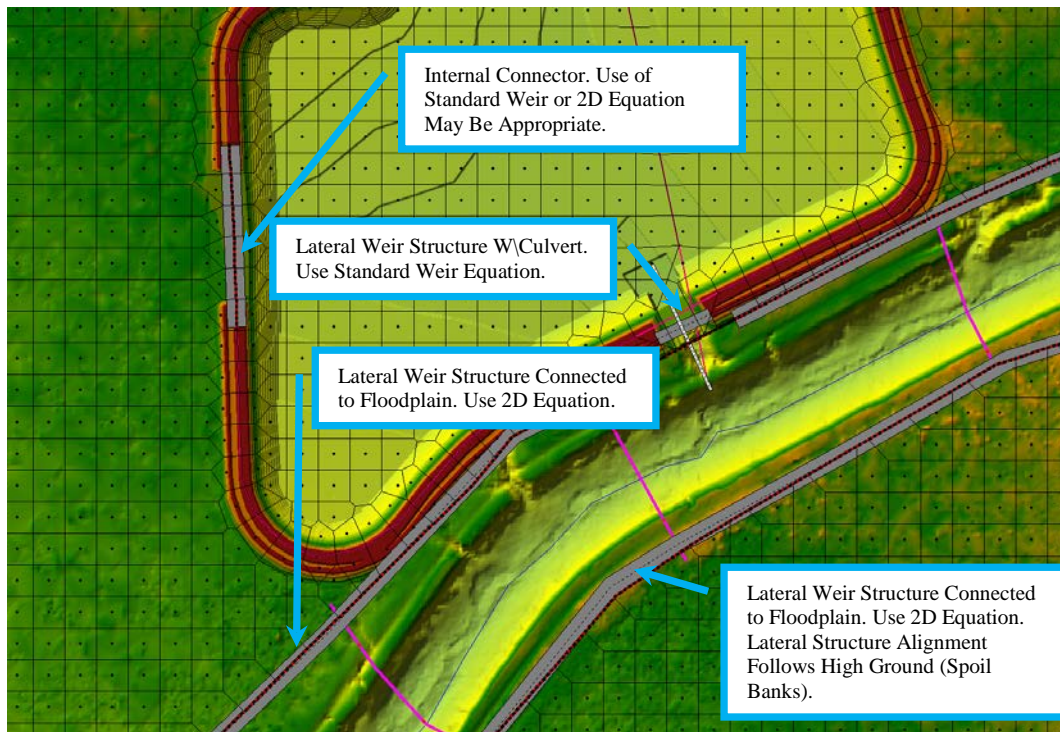 Internal Connector. Use of
Standard Weir or 2D Equation
May Be Appropriate.
Lateral Weir Structure W\Culvert.
Use Standard Weir Equation.
Lateral Weir Structure Connected
to Floodplain. Use 2D Equation.
Lateral Weir Structure Connected
to Floodplain. Use 2D Equation.
Lateral Structure Alignment
Follows High Ground (Spoil
Banks).